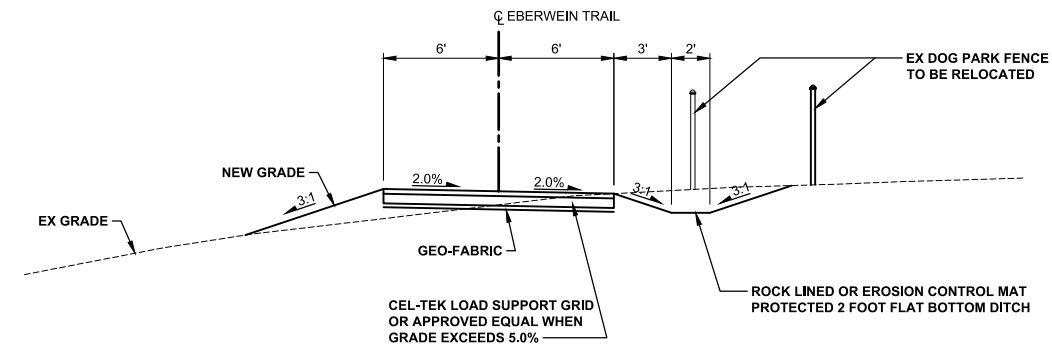 ℄ EBERWEIN TRAIL
6'
6'
3'
2'
EX DOG PARK FENCE
TO BE RELOCATED
NEW GRADE
2.0%
2.0%
3:1
3:1
3:1
EX GRADE
GEO-FABRIC
CEL-TEK LOAD SUPPORT GRID
OR APPROVED EQUAL WHEN
GRADE EXCEEDS 5.0%
ROCK LINED OR EROSION CONTROL MAT
PROTECTED 2 FOOT FLAT BOTTOM DITCH